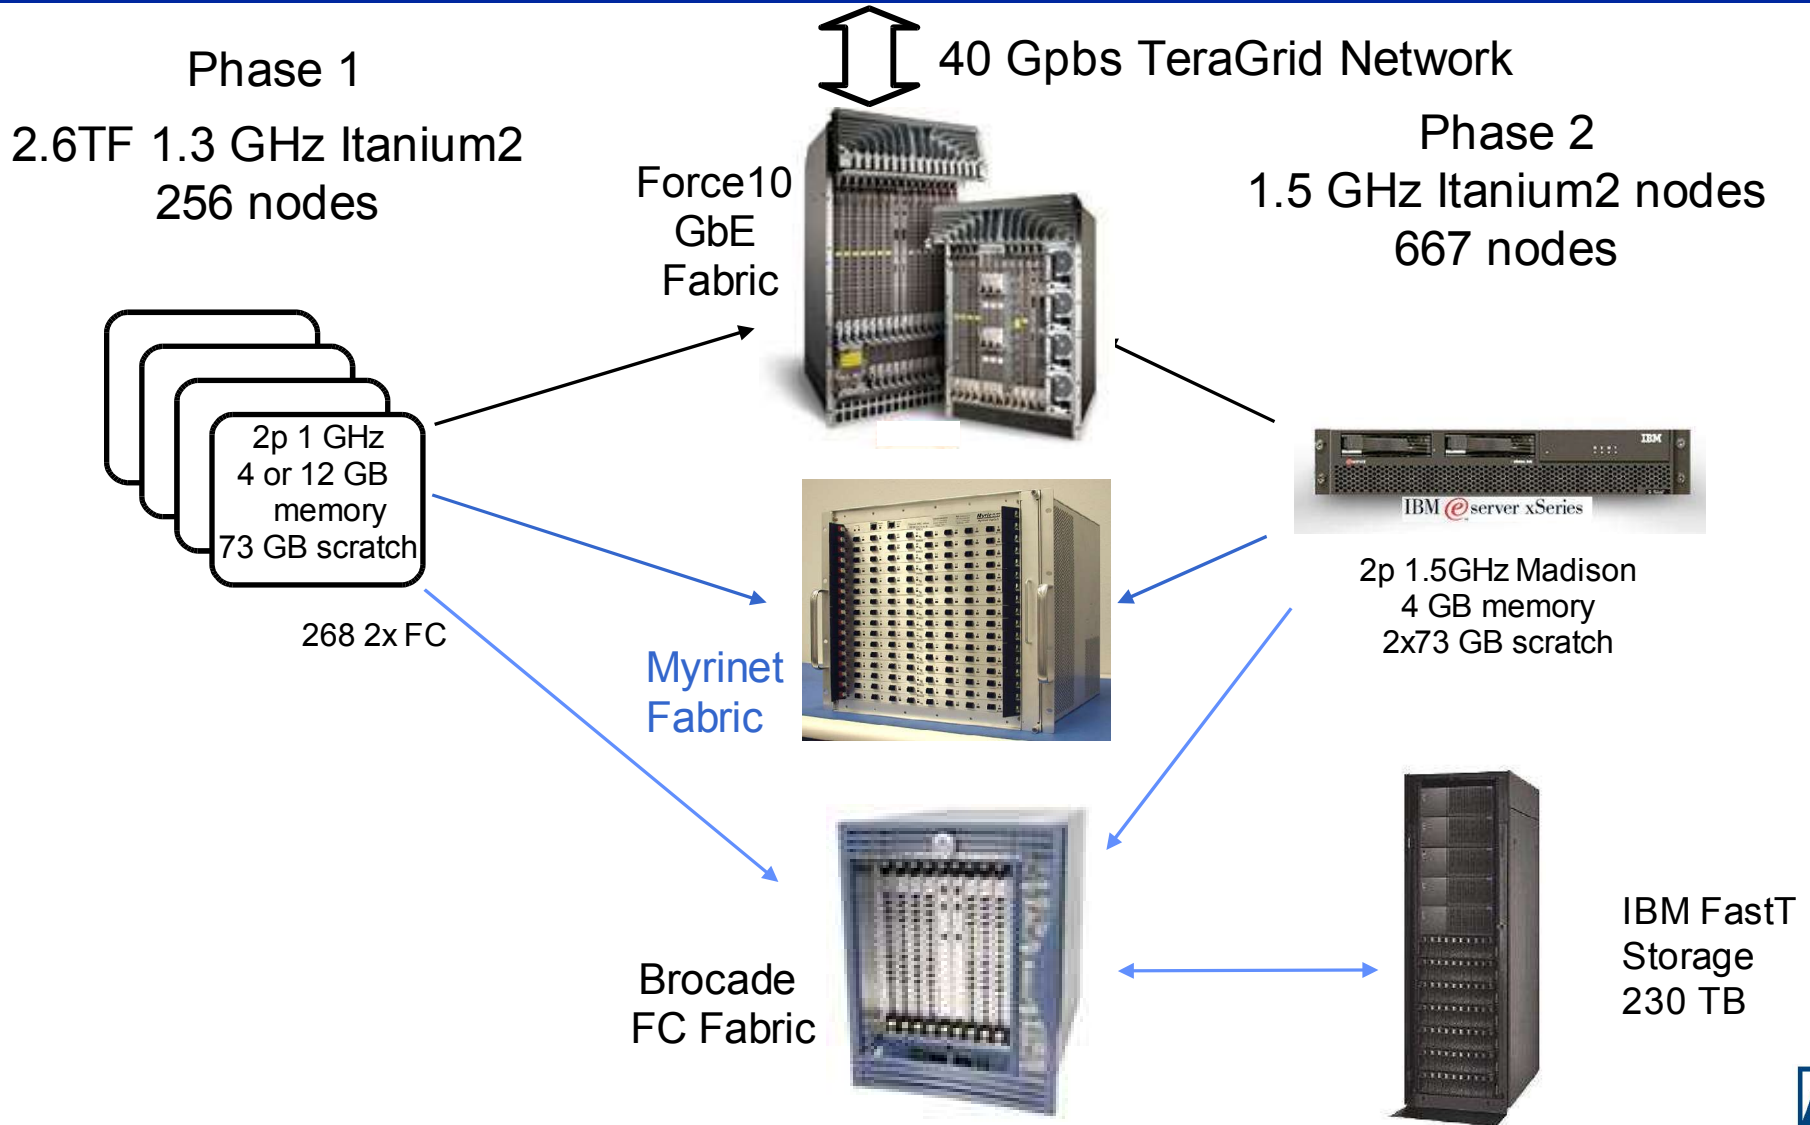 40 Gpbs TeraGrid Network
Phase 1
2.6TF 1.3 GHz Itanium2
256 nodes
Force10
GbE
Fabric
Phase 2
1.5 GHz Itanium2 nodes
667 nodes
2p 1 GHz
4 or 12 GB
memory
73 GB scratch
268 2x FC
IBM
IBM e server xSeries
2p 1.5GHz Madison
4 GB memory
2x73 GB scratch
Myrinet
Fabric
Brocade
FC Fabric
IBM FastT
Storage
230 TB